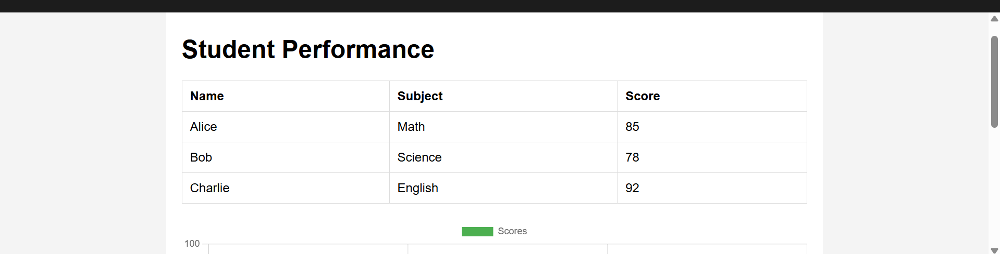 Student Performance
Name Subject Score
Alice Math 85
Bob Science 78
Charlie English 92
Scores
100